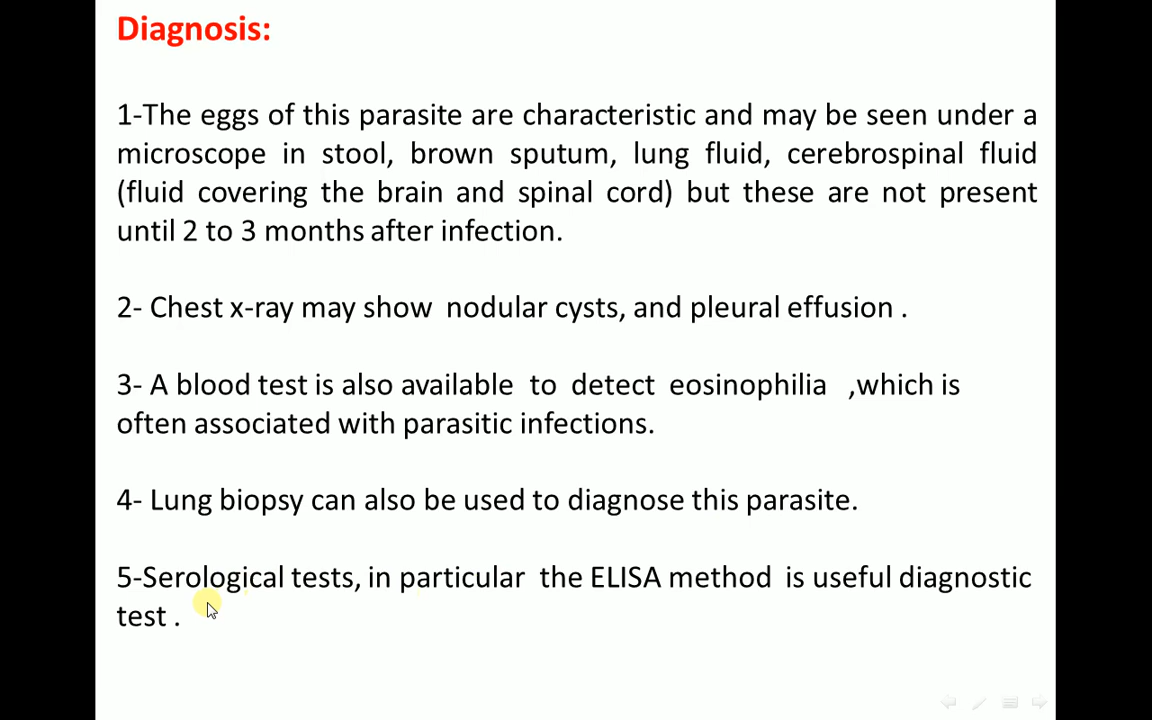 Diagnosis:
1-The eggs of this parasite are characteristic and may be seen under a
microscope in stool, brown sputum, lung fluid, cerebrospinal fluid
(fluid covering the brain and spinal cord) but these are not present
until 2 to 3 months after infection.
2- Chest x-ray may show nodular cysts, and pleural effusion .
3- A blood test is also available to detect eosinophilia ,which is
often associated with parasitic infections.
4- Lung biopsy can also be used to diagnose this parasite.
5-Serological tests, in particular the ELISA method is useful diagnostic
test .